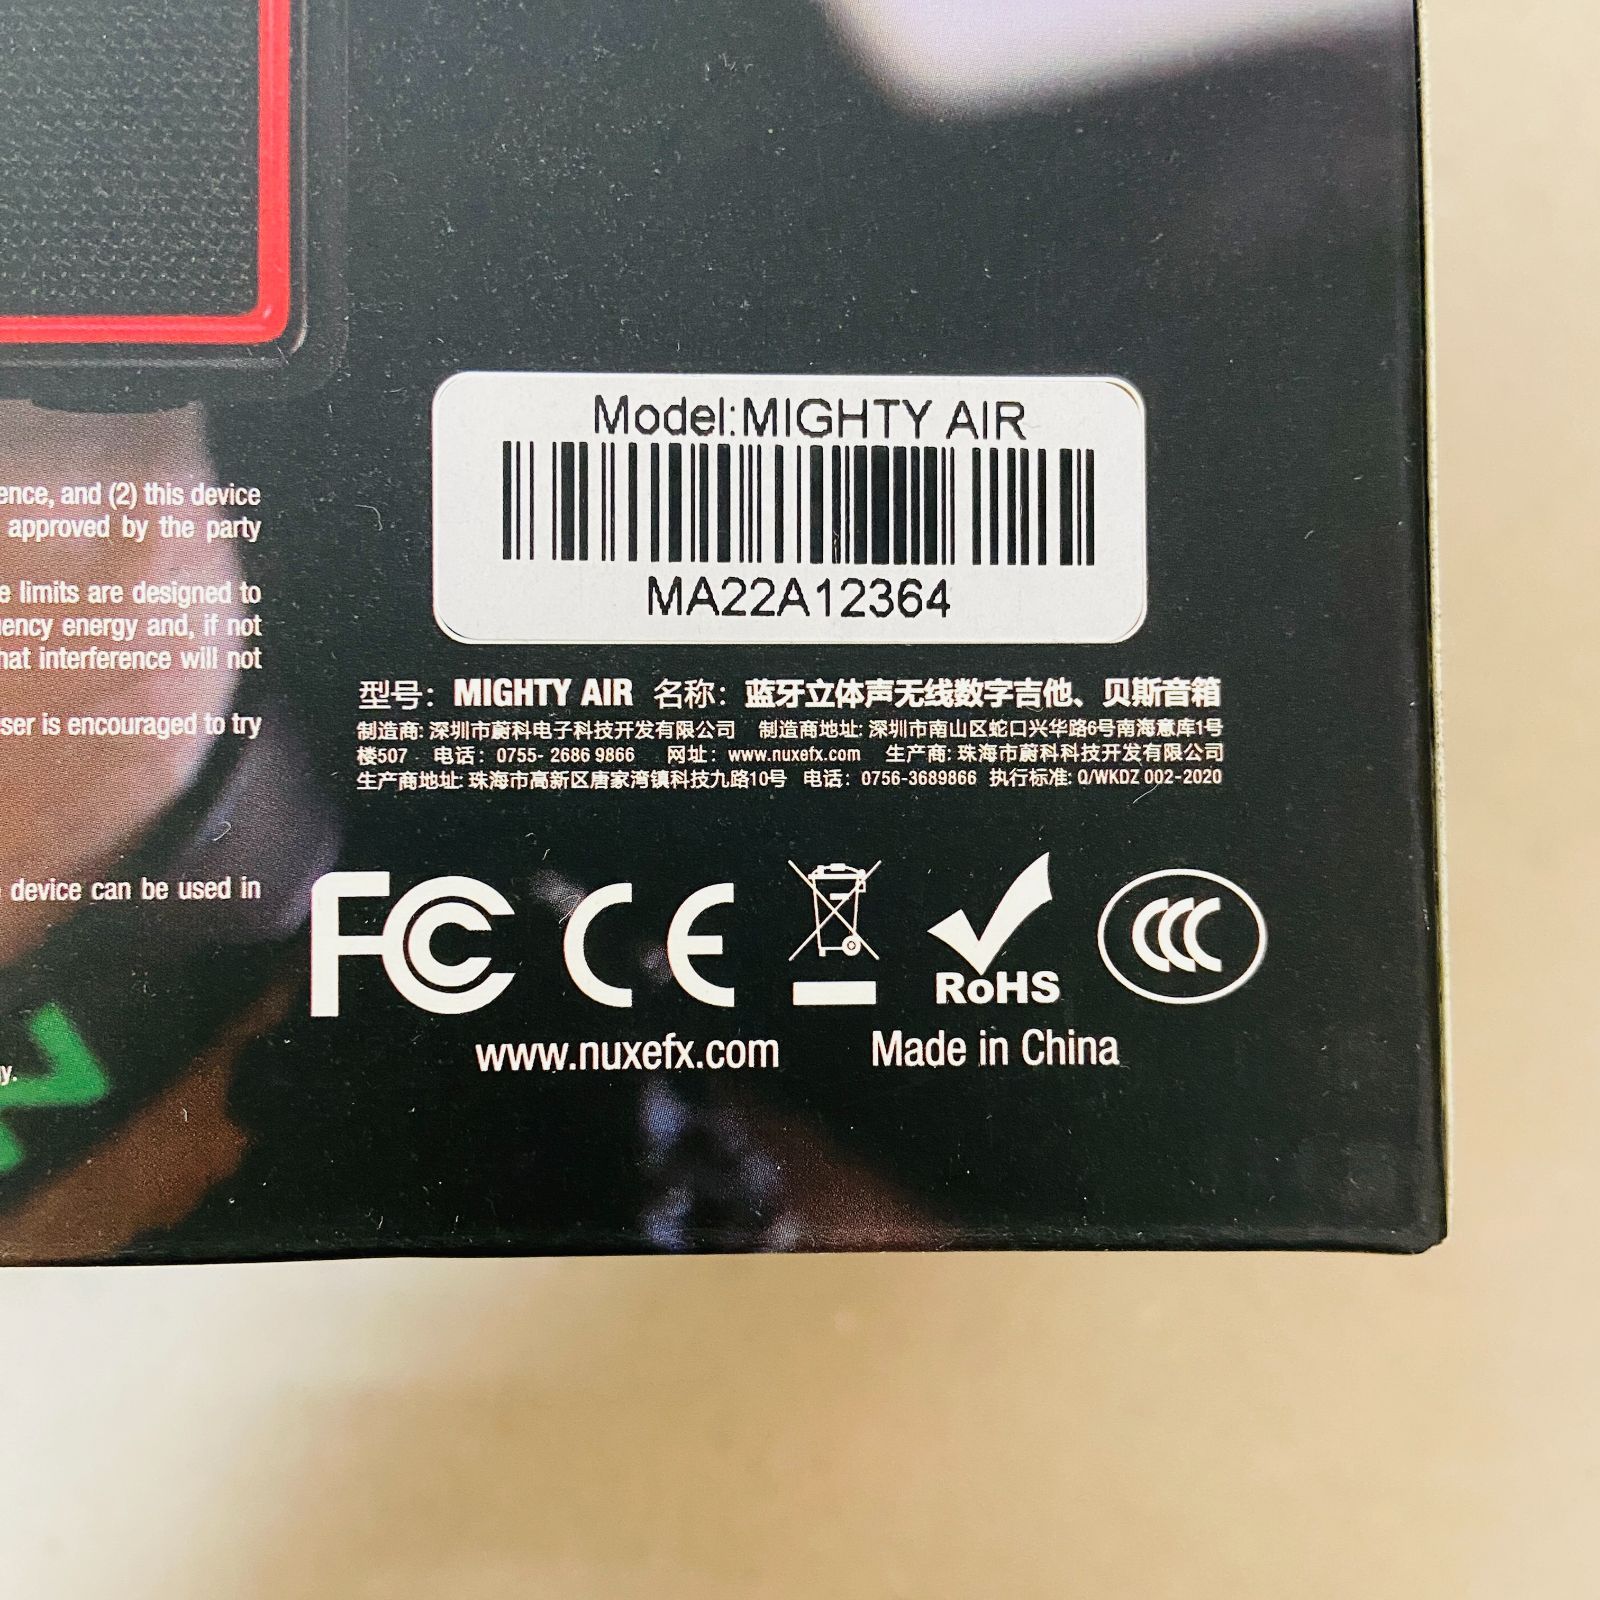 ence, and (2) this device
approved by the party
e limits are designed to
ency energy and, if not
hat interference will not
ser is encouraged to try
device can be used in
y.
Model:MIGHTY AIR
MA22A12364
型号：MIGHTY AIR 名称：蓝牙立体声无线数字吉他、贝斯音箱
制造商: 深圳市蔚科电子科技开发有限公司 制造商地址: 深圳市南山区蛇口兴华路6号南海意库1号
楼507 电话：0755- 2686 9866 网址：www.nuxefx.com 生产商: 珠海市蔚科科技开发有限公司
生产商地址: 珠海市高新区唐家湾镇科技九路10号 电话：0756-3689866 执行标准: Q/WKDZ 002-2020
FC CE RoHS CCC
www.nuxefx.com Made in China